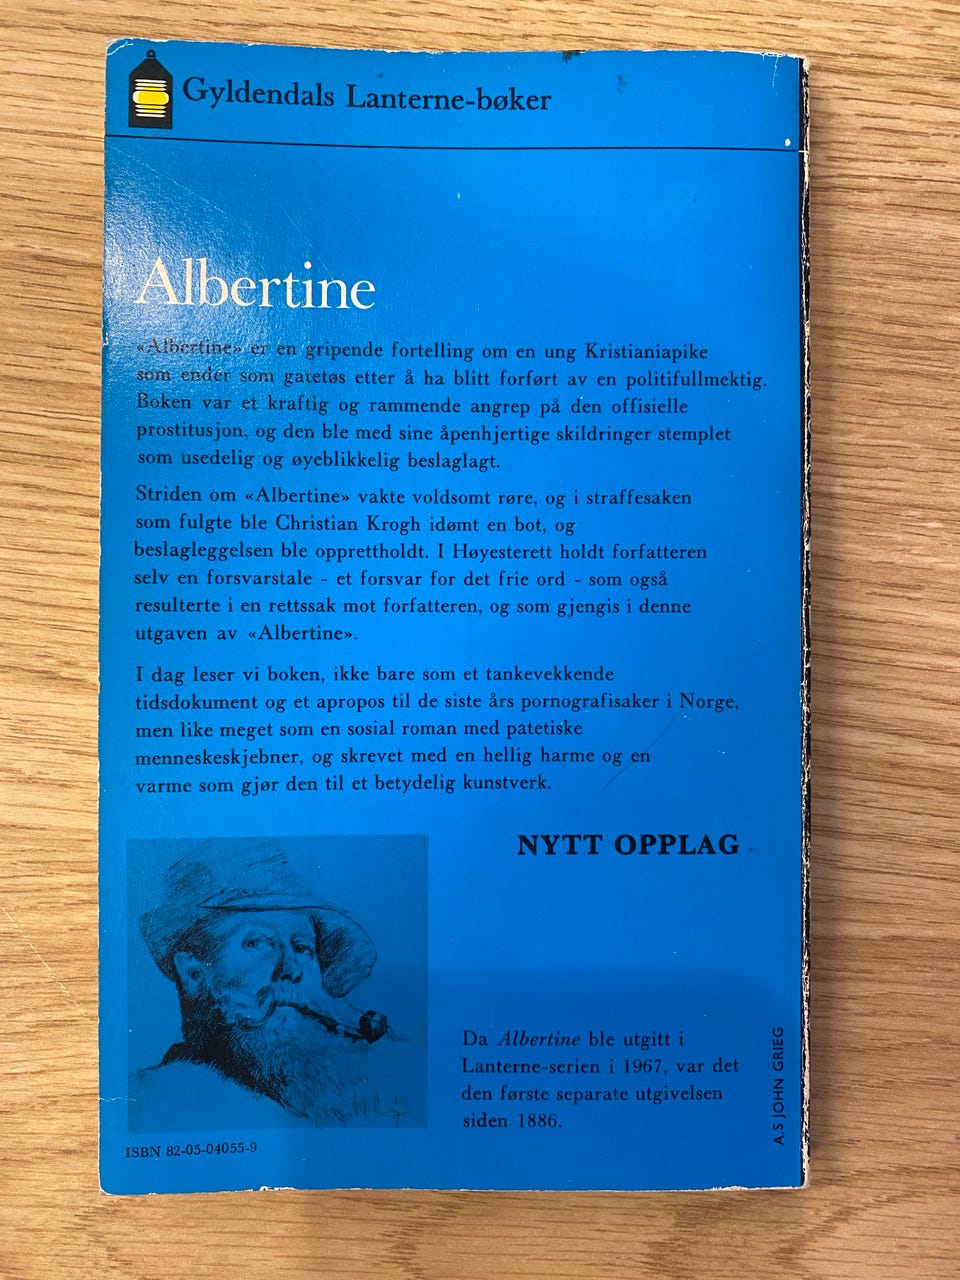 Gyldendals Lanterne-bøker
Albertine
«Albertine» er en gripende fortelling om en ung Kristianiapike
som ender som gatetøs etter å ha blitt forført av en politifullmektig.
Boken var et kraftig og rammende angrep på den offisielle
prostitusjon, og den ble med sine åpenhjertige skildringer stemplet
som usedelig og øyeblikkelig beslaglagt.
Striden om «Albertine» vakte voldsomt røre, og i straffesaken
som fulgte ble Christian Krogh idømt en bot, og
beslagleggelsen ble opprettholdt. I Høyesterett holdt forfatteren
selv en forsvarstale - et forsvar for det frie ord - som også
resulterte i en rettssak mot forfatteren, og som gjengis i denne
utgaven av «Albertine».
I dag leser vi boken, ikke bare som et tankevekkende
tidsdokument og et apropos til de siste års pornografisaker i Norge,
men like meget som en sosial roman med patetiske
menneskeskjebner, og skrevet med en hellig harme og en
varme som gjør den til et betydelig kunstverk.
NYTT OPPLAG
Da Albertine ble utgitt i
Lanterne-serien i 1967, var det
den første separate utgivelsen
siden 1886.
A.S JOHN GRIEG
ISBN 82-05-04055-9